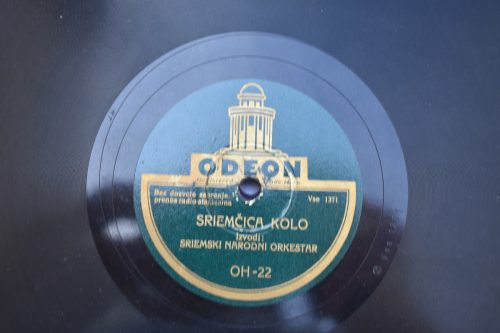 ODEON
Bez dozvole zabranjen
prenos radio-stanicama
Vse 1371
SRIEMČICA KOLO
Izvodi:
SRIEMSKI NARODNI ORKESTAR
OH-22